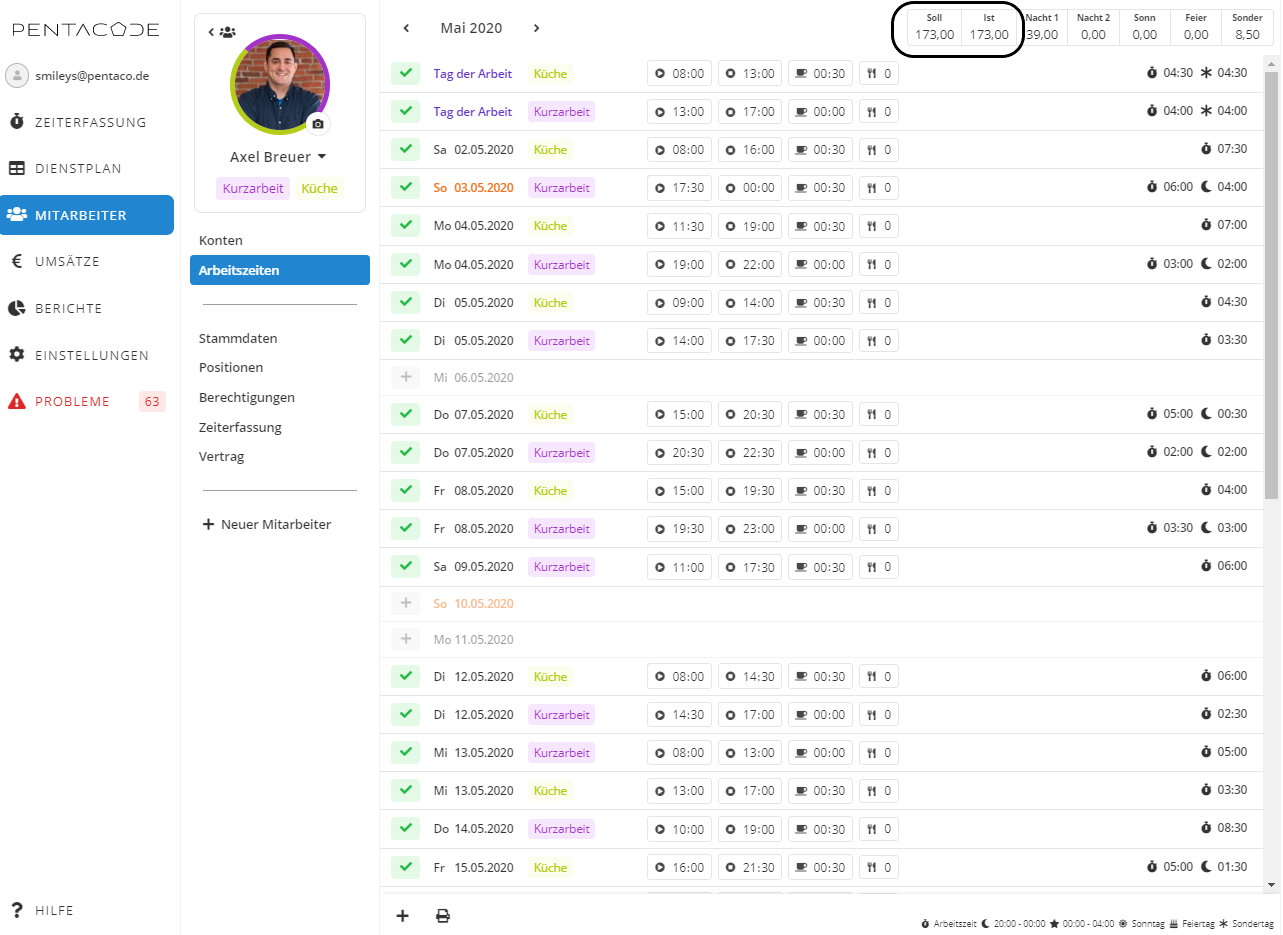 PENTACODE
smileys@pentaco.de
ZEITERFASSUNG
DIENSTPLAN
MITARBEITER
UMSÄTZE
BERICHTE
EINSTELLUNGEN
PROBLEME 63
HILFE
Axel Breuer
Kurzarbeit Küche
Konten
Arbeitszeiten
Stammdaten
Positionen
Berechtigungen
Zeiterfassung
Vertrag
Neuer Mitarbeiter
Mai 2020
Soll Ist Nacht 1 Nacht 2 Sonn Feier Sonder
173,00 173,00 39,00 0,00 0,00 0,00 8,50
Tag der Arbeit Küche 08:00 13:00 00:30 0 04:30 04:30
Tag der Arbeit Kurzarbeit 13:00 17:00 00:00 0 04:00 04:00
Sa 02.05.2020 Küche 08:00 16:00 00:30 0 07:30
So 03.05.2020 Kurzarbeit 17:30 00:00 00:30 0 06:00 04:00
Mo 04.05.2020 Küche 11:30 19:00 00:30 0 07:00
Mo 04.05.2020 Kurzarbeit 19:00 22:00 00:00 0 03:00 02:00
Di 05.05.2020 Küche 09:00 14:00 00:30 0 04:30
Di 05.05.2020 Kurzarbeit 14:00 17:30 00:00 0 03:30
Mi 06.05.2020
Do 07.05.2020 Küche 15:00 20:30 00:30 0 05:00 00:30
Do 07.05.2020 Kurzarbeit 20:30 22:30 00:00 0 02:00 02:00
Fr 08.05.2020 Küche 15:00 19:30 00:30 0 04:00
Fr 08.05.2020 Kurzarbeit 19:30 23:00 00:00 0 03:30 03:00
Sa 09.05.2020 Kurzarbeit 11:00 17:30 00:30 0 06:00
So 10.05.2020
Mo 11.05.2020
Di 12.05.2020 Küche 08:00 14:30 00:30 0 06:00
Di 12.05.2020 Kurzarbeit 14:30 17:00 00:00 0 02:30
Mi 13.05.2020 Kurzarbeit 08:00 13:00 00:00 0 05:00
Mi 13.05.2020 Küche 13:00 17:00 00:30 0 03:30
Do 14.05.2020 Kurzarbeit 10:00 19:00 00:30 0 08:30
Fr 15.05.2020 Küche 16:00 21:30 00:30 0 05:00 01:30
Arbeitszeit 20:00 - 00:00 00:00 - 04:00 Sonntag Feiertag Sondertag